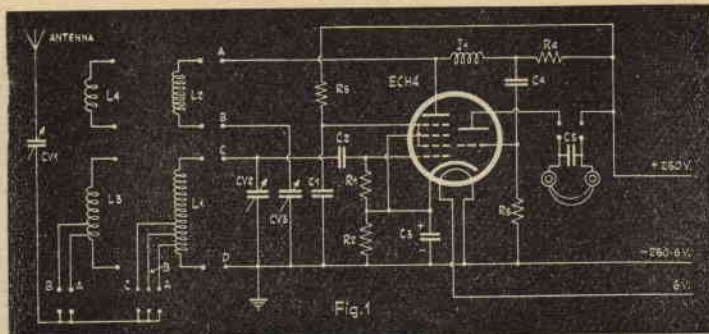 ANTENNA
A
J1
R4
L4
L2
ECH4
C4
R3
B
C5
C
C2
CV1
L3
L1
CV2
CV3
C1
R1
+250V.
R5
R2
C3
+
-
B A
C B A
D
-250-6V.
6V.
Fig.1